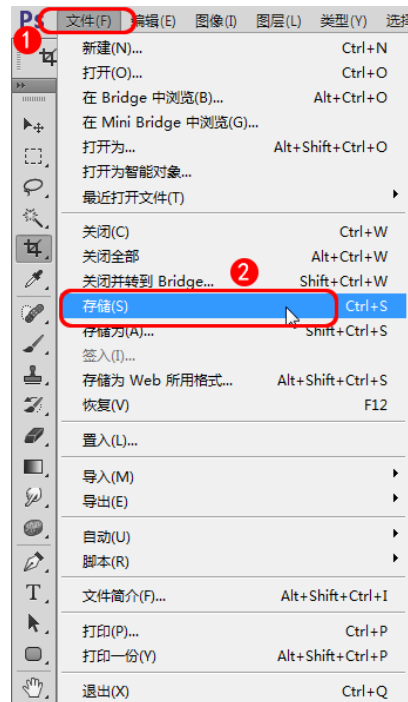 Ps 文件(F) 编辑(E) 图像(I) 图层(L) 类型(Y) 选择
1
新建(N)... Ctrl+N
打开(O)... Ctrl+O
在 Bridge 中浏览(B)... Alt+Ctrl+O
在 Mini Bridge 中浏览(G)...
打开为... Alt+Shift+Ctrl+O
打开为智能对象...
最近打开文件(T)
关闭(C) Ctrl+W
关闭全部 Alt+Ctrl+W
关闭并转到 Bridge... Shift+Ctrl+W
2
存储(S) Ctrl+S
存储为(A)... Shift+Ctrl+S
签入(I)...
存储为 Web 所用格式... Alt+Shift+Ctrl+S
恢复(V) F12
置入(L)...
导入(M)
导出(E)
自动(U)
脚本(R)
T
文件简介(F)... Alt+Shift+Ctrl+I
打印(P)... Ctrl+P
打印一份(Y) Alt+Shift+Ctrl+P
退出(X) Ctrl+Q